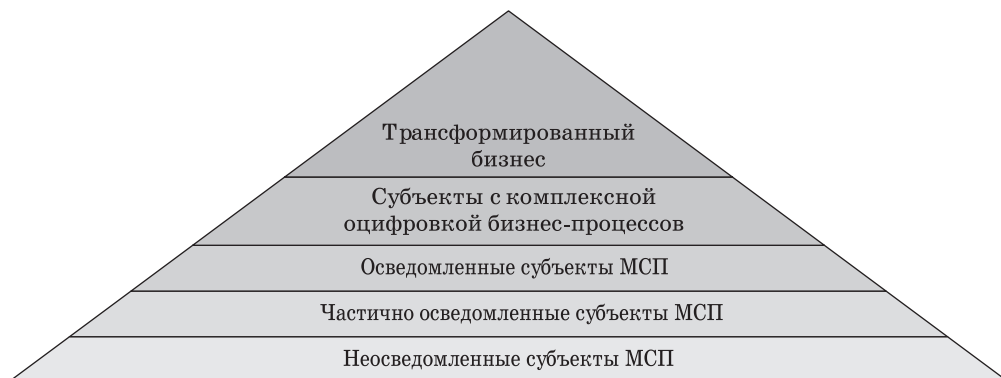 Трансформированный
бизнес
Субъекты с комплексной
оцифровкой бизнес-процессов
Осведомленные субъекты МСП
Частично осведомленные субъекты МСП
Неосведомленные субъекты МСП